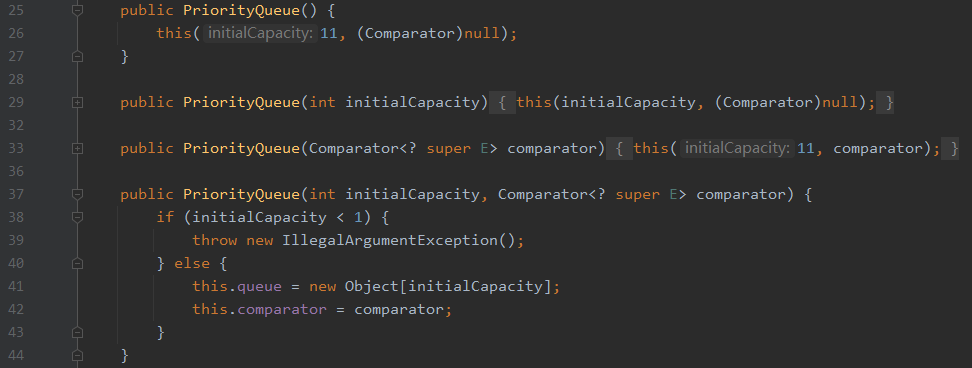 25 public PriorityQueue() {
26 this( initialCapacity: 11, (Comparator)null);
27 }
28
29 public PriorityQueue(int initialCapacity) { this(initialCapacity, (Comparator)null); }
32
33 public PriorityQueue(Comparator<? super E> comparator) { this( initialCapacity: 11, comparator); }
36
37 public PriorityQueue(int initialCapacity, Comparator<? super E> comparator) {
38 if (initialCapacity < 1) {
39 throw new IllegalArgumentException();
40 } else {
41 this.queue = new Object[initialCapacity];
42 this.comparator = comparator;
43 }
44 }